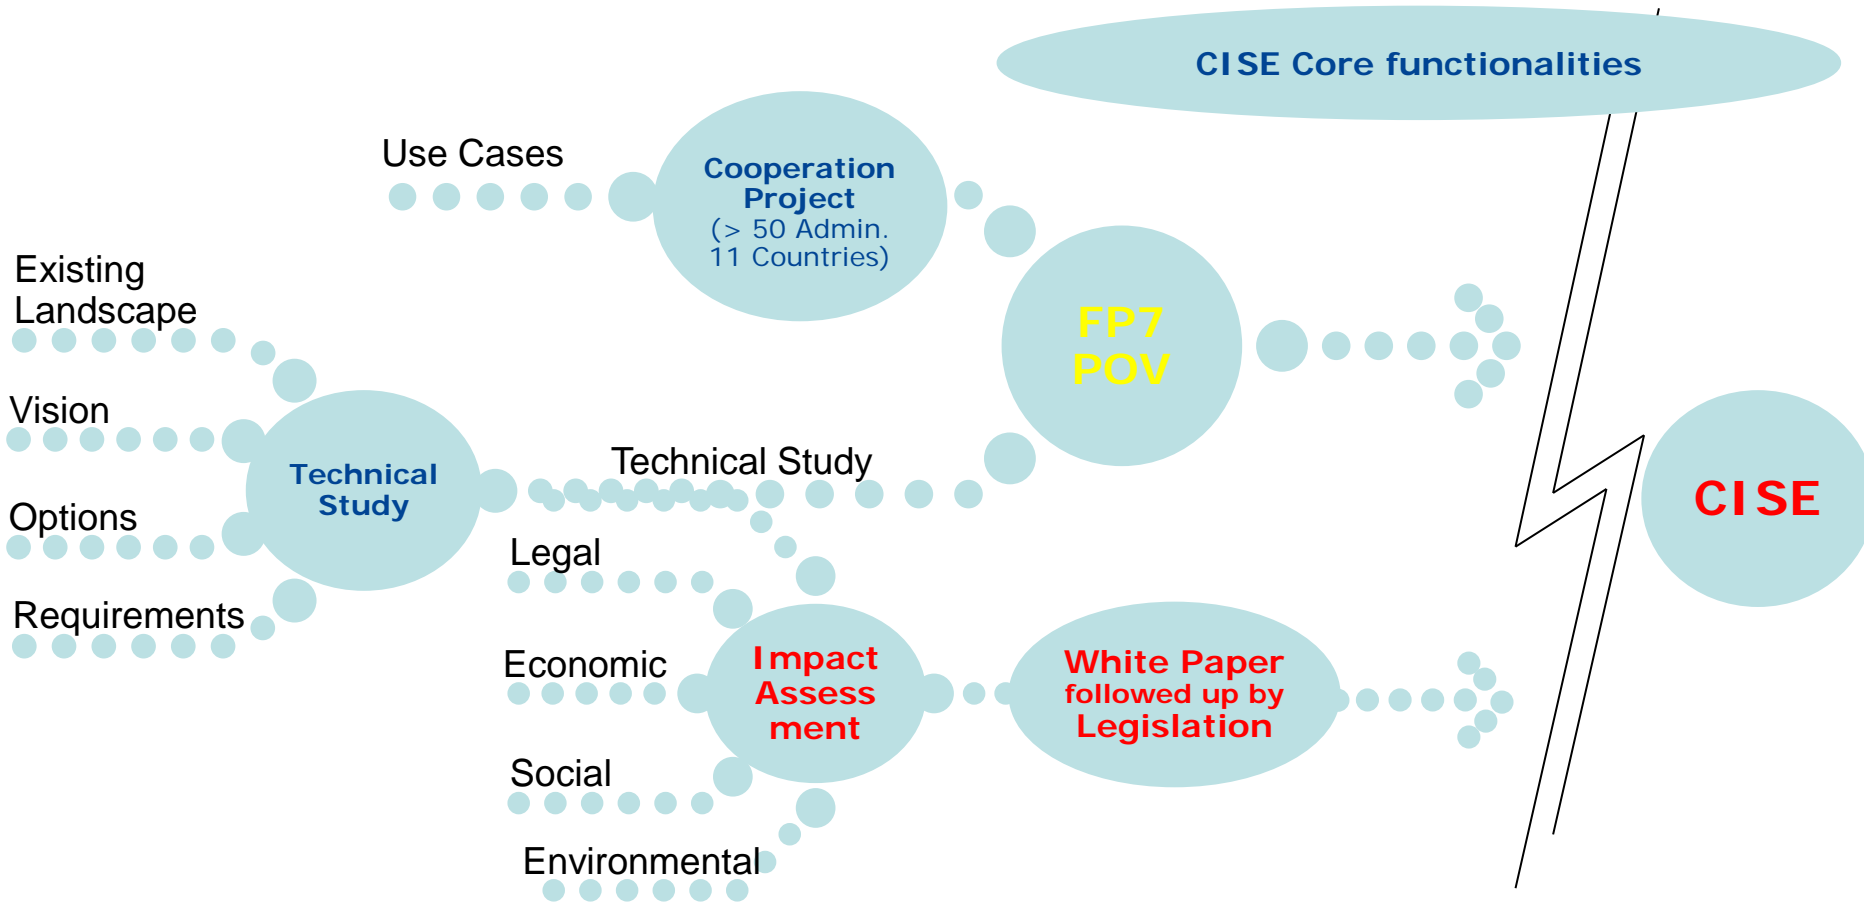 CISE Core functionalities
Use Cases
Cooperation
Project
(> 50 Admin.
11 Countries)
Existing
Landscape
Vision
Options
Requirements
Technical
Study
Technical Study
FP7
POV
Legal
Economic
Social
Environmental
Impact
Assess
ment
White Paper
followed up by
Legislation
CISE